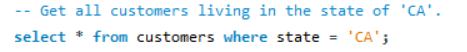 -- Get all customers living in the state of 'CA'.
select * from customers where state = 'CA';